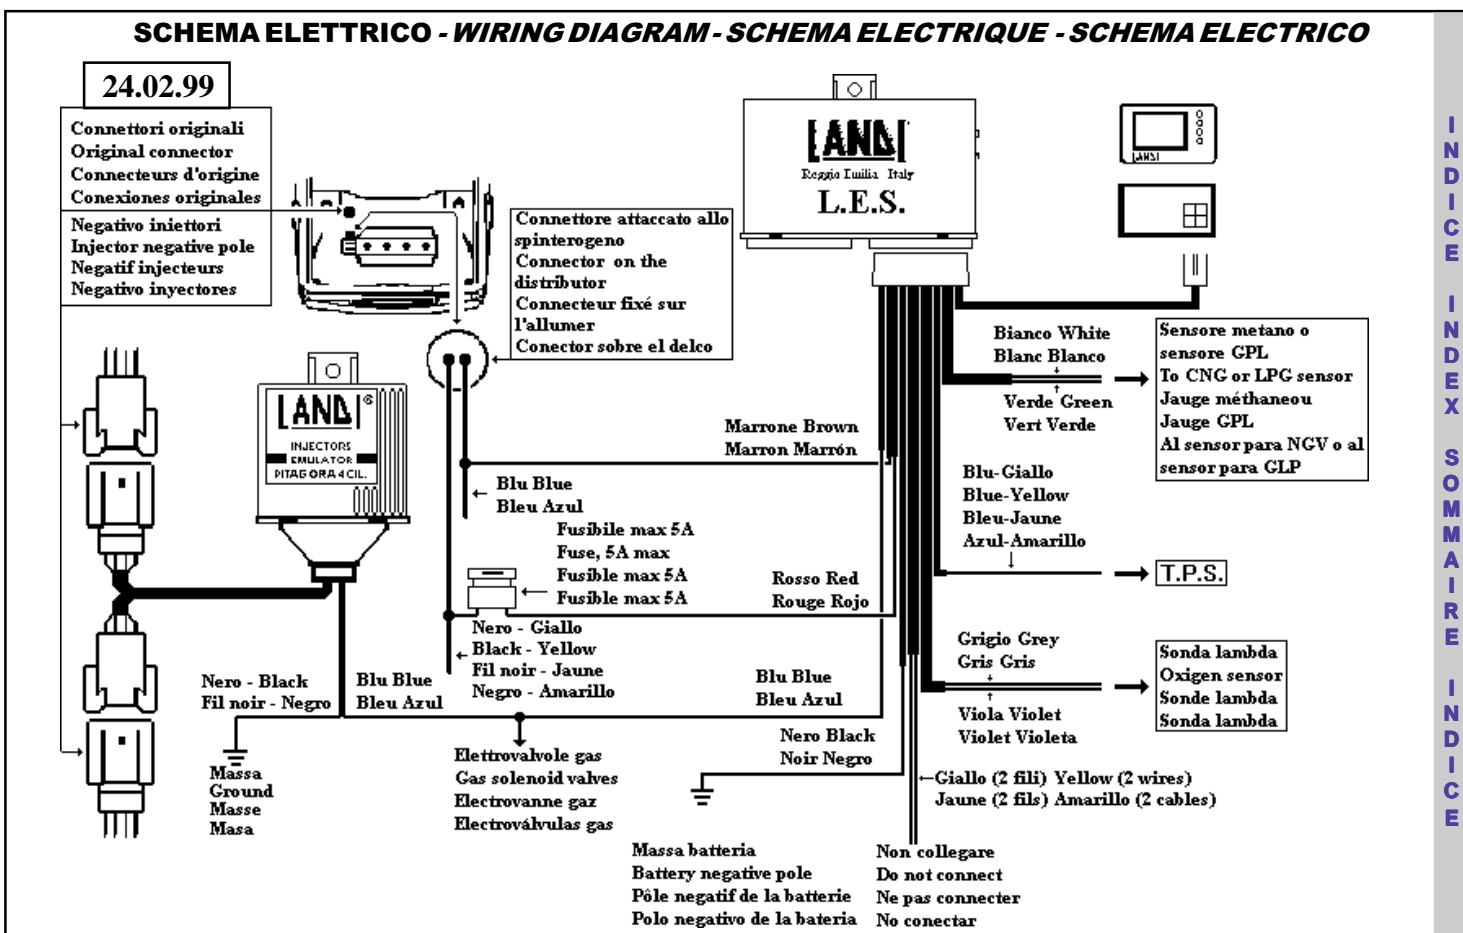 SCHEMA ELETTRICO - WIRING DIAGRAM - SCHEMA ELECTRIQUE - SCHEMA ELECTRICO
24.02.99
Connettori originali
Original connector
Connecteurs d'origine
Conexiones originales
Negativo iniettori
Injector negative pole
Negatif injecteurs
Negativo inyectores
Connettore attaccato allo
spinterogeno
Connector on the
distributor
Connecteur fixé sur
l'allumer
Conector sobre el delco
LANDI
Reggio Emilia Italy
L.E.S.
LANDI
LANDI®
INJECTORS
EMULATOR
PITAGORA 4 CIL.
Bianco White
Blanc Blanco
Verde Green
Vert Verde
Sensore metano o
sensore GPL
To CNG or LPG sensor
Jauge méthaneou
Jauge GPL
Al sensor para NGV o al
sensor para GLP
Marrone Brown
Marron Marrón
Blu Blue
Bleu Azul
Fusibile max 5A
Fuse, 5A max
Fusible max 5A
Fusible max 5A
Blu-Giallo
Blue-Yellow
Bleu-Jaune
Azul-Amarillo
T.P.S.
Rosso Red
Rouge Rojo
Nero - Giallo
Black - Yellow
Fil noir - Jaune
Negro - Amarillo
Grigio Grey
Gris Gris
Viola Violet
Violet Violeta
Sonda lambda
Oxigen sensor
Sonde lambda
Sonda lambda
Nero - Black
Fil noir - Negro
Blu Blue
Bleu Azul
Blu Blue
Bleu Azul
Massa
Ground
Masse
Masa
Elettrovalvole gas
Gas solenoid valves
Electrovanne gaz
Electroválvulas gas
Nero Black
Noir Negro
Giallo (2 fili) Yellow (2 wires)
Jaune (2 fils) Amarillo (2 cables)
Massa batteria
Battery negative pole
Pôle negatif de la batterie
Polo negativo de la bateria
Non collegare
Do not connect
Ne pas connecter
No conectar
INDICE INDEX SOMMAIRE INDICE